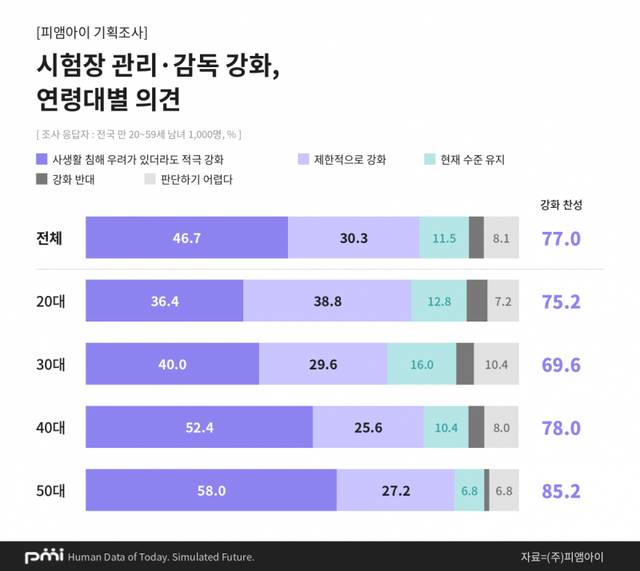 [피앰아이 기획조사]
시험장 관리·감독 강화,
연령대별 의견
[ 조사 응답자 : 전국 만 20~59세 남녀 1,000명, % ]
사생활 침해 우려가 있더라도 적극 강화 제한적으로 강화 현재 수준 유지
강화 반대 판단하기 어렵다
강화 찬성
전체 46.7 30.3 11.5 8.1 77.0
20대 36.4 38.8 12.8 7.2 75.2
30대 40.0 29.6 16.0 10.4 69.6
40대 52.4 25.6 10.4 8.0 78.0
50대 58.0 27.2 6.8 6.8 85.2
pmi Human Data of Today. Simulated Future. 자료=(주)피앰아이